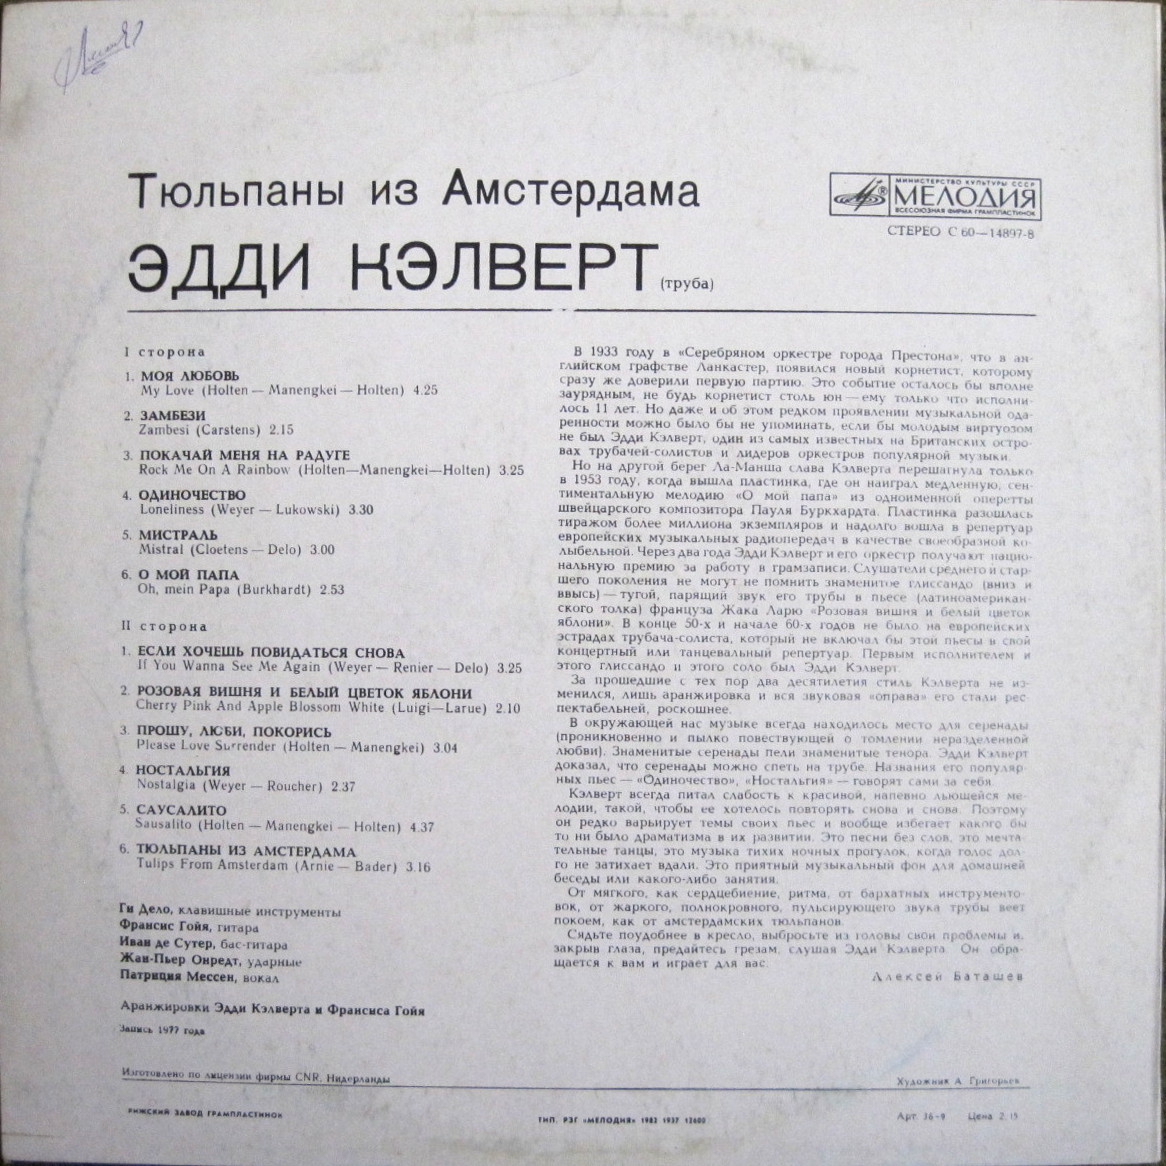 Тюльпаны из Амстердама
ЭДДИ КЭЛВЕРТ (труба)
МИНИСТЕРСТВО КУЛЬТУРЫ СССР
МЕЛОДИЯ
ВСЕСОЮЗНАЯ ФИРМА ГРАМПЛАСТИНОК
СТЕРЕО С 60—14897-8
I сторона
1. МОЯ ЛЮБОВЬ
My Love (Holten — Manengkei — Holten) 4.25
2. ЗАМБЕЗИ
Zambesi (Carstens) 2.15
3. ПОКАЧАЙ МЕНЯ НА РАДУГЕ
Rock Me On A Rainbow (Holten—Manengkei—Holten) 3.25
4. ОДИНОЧЕСТВО
Loneliness (Weyer — Lukowski) 3.30
5. МИСТРАЛЬ
Mistral (Cloetens — Delo) 3.00
6. О МОЙ ПАПА
Oh, mein Papa (Burkhardt) 2.53
II сторона
1. ЕСЛИ ХОЧЕШЬ ПОВИДАТЬСЯ СНОВА
If You Wanna See Me Again (Weyer — Renier — Delo) 3.25
2. РОЗОВАЯ ВИШНЯ И БЕЛЫЙ ЦВЕТОК ЯБЛОНИ
Cherry Pink And Apple Blossom White (Luigi—Larue) 2.10
3. ПРОШУ, ЛЮБИ, ПОКОРИСЬ
Please Love Surrender (Holten — Manengkei) 3.04
4. НОСТАЛЬГИЯ
Nostalgia (Weyer — Roucher) 2.37
5. САУСАЛИТО
Sausalito (Holten — Manengkei — Holten) 4.37
6. ТЮЛЬПАНЫ ИЗ АМСТЕРДАМА
Tulips From Amsterdam (Arnie — Bader) 3.16
Ги Дело, клавишные инструменты
Франсис Гойя, гитара
Иван де Сутер, бас-гитара
Жан-Пьер Онредт, ударные
Патриция Мессен, вокал
Аранжировки Эдди Кэлверта и Франсиса Гойя
Запись 1977 года
В 1933 году в «Серебряном оркестре города Престона», что в ан-
глийском графстве Ланкастер, появился новый корнетист, которому
сразу же доверили первую партию. Это событие осталось бы вполне
заурядным, не будь корнетист столь юн — ему только что исполни-
лось 11 лет. Но даже и об этом редком проявлении музыкальной ода-
ренности можно было бы не упоминать, если бы молодым виртуозом
не был Эдди Кэлверт, один из самых известных на Британских остро-
вах трубачей-солистов и лидеров оркестров популярной музыки.
Но на другой берег Ла-Манша слава Кэлверта перешагнула только
в 1953 году, когда вышла пластинка, где он наиграл медленную, сен-
тиментальную мелодию «О мой папа» из одноименной оперетты
швейцарского композитора Пауля Буркхардта. Пластинка разошлась
тиражом более миллиона экземпляров и надолго вошла в репертуар
европейских музыкальных радиопередач в качестве своеобразной ко-
лыбельной. Через два года Эдди Кэлверт и его оркестр получают нацио-
нальную премию за работу в грамзаписи. Слушатели среднего и стар-
шего поколения не могут не помнить знаменитое глиссандо (вниз и
ввысь) — тугой, парящий звук его трубы в пьесе (латиноамерикан-
ского толка) француза Жака Ларю «Розовая вишня и белый цветок
яблони». В конце 50-х и начале 60-х годов не было на европейских
эстрадах трубача-солиста, который не включал бы этой пьесы в свой
концертный или танцевальный репертуар. Первым исполнителем и
этого глиссандо и этого соло был Эдди Кэлверт.
За прошедшие с тех пор два десятилетия стиль Кэлверта не из-
менился, лишь аранжировка и вся звуковая «оправа» его стали рес-
пектабельней, роскошнее.
В окружающей нас музыке всегда находилось место для серенады
(проникновенно и пылко повествующей о томлении неразделенной
любви). Знаменитые серенады пели знаменитые тенора. Эдди Кэлверт
доказал, что серенады можно спеть на трубе. Названия его популяр-
ных пьес — «Одиночество», «Ностальгия» — говорят сами за себя.
Кэлверт всегда питал слабость к красивой, напевно льющейся ме-
лодии, такой, чтобы ее хотелось повторять снова и снова. Поэтому
он редко варьирует темы своих пьес и вообще избегает какого бы
то ни было драматизма в их развитии. Это песни без слов, это мечта-
тельные танцы, это музыка тихих ночных прогулок, когда голос дол-
го не затихает вдали. Это приятный музыкальный фон для домашней
беседы или какого-либо занятия.
От мягкого, как сердцебиение, ритма, от бархатных инструменто-
вок, от жаркого, полнокровного, пульсирующего звука трубы веет
покоем, как от амстердамских тюльпанов.
Сядьте поудобнее в кресло, выбросьте из головы свои проблемы и,
закрыв глаза, предайтесь грезам, слушая Эдди Кэлверта. Он обра-
щается к вам и играет для вас.
Алексей Баташев
Изготовлено по лицензии фирмы CNR, Нидерланды
Художник А. Григорьев
РИЖСКИЙ ЗАВОД ГРАМПЛАСТИНОК
ТИП. РЗГ «МЕЛОДИЯ» 1982 1937 12600
Арт. 36-9 Цена 2.15